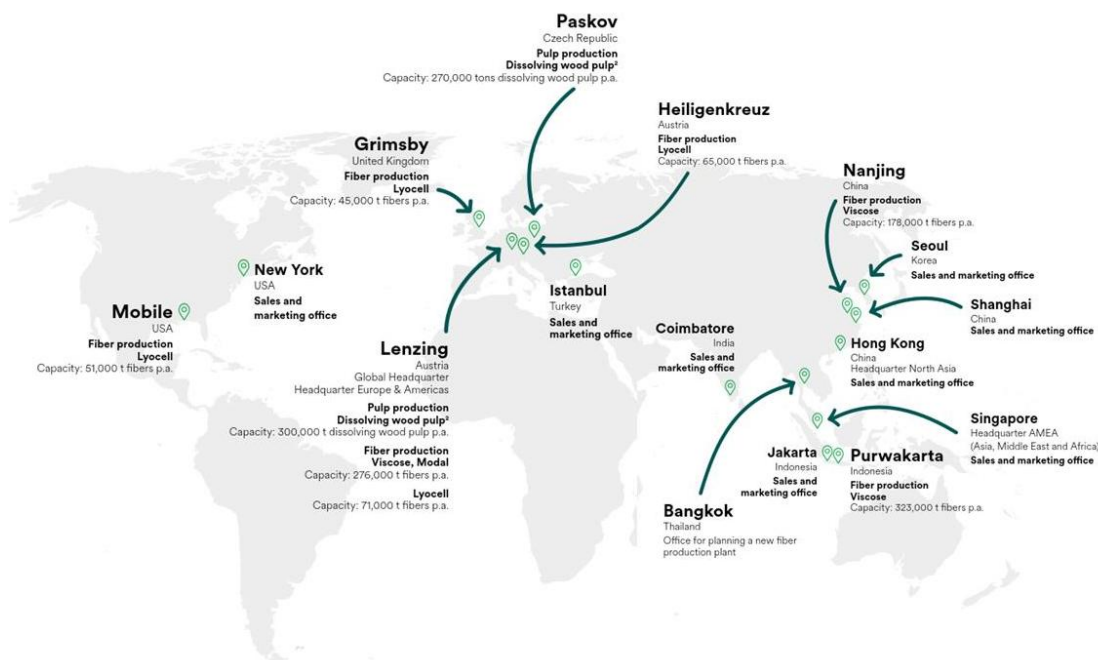 Paskov
Czech Republic
Pulp production
Dissolving wood pulp²
Capacity: 270,000 tons dissolving wood pulp p.a.
Heiligenkreuz
Austria
Fiber production
Lyocell
Capacity: 65,000 t fibers p.a.
Grimsby
United Kingdom
Fiber production
Lyocell
Capacity: 45,000 t fibers p.a.
Nanjing
China
Fiber production
Viscose
Capacity: 178,000 t fibers p.a.
Seoul
Korea
Sales and marketing office
New York
USA
Sales and
marketing office
Istanbul
Turkey
Sales and
marketing office
Shanghai
China
Sales and marketing office
Mobile
USA
Fiber production
Lyocell
Capacity: 51,000 t fibers p.a.
Coimbatore
India
Sales and
marketing office
Hong Kong
China
Headquarter North Asia
Sales and marketing office
Lenzing
Austria
Global Headquarter
Headquarter Europe & Americas
Pulp production
Dissolving wood pulp²
Capacity: 300,000 t dissolving wood pulp p.a.
Fiber production
Viscose, Modal
Capacity: 276,000 t fibers p.a.
Lyocell
Capacity: 71,000 t fibers p.a.
Singapore
Headquarter AMEA
(Asia, Middle East and Africa)
Sales and marketing office
Jakarta
Indonesia
Sales and
marketing office
Purwakarta
Indonesia
Fiber production
Viscose
Capacity: 323,000 t fibers p.a.
Bangkok
Thailand
Office for planning a new fiber
production plant